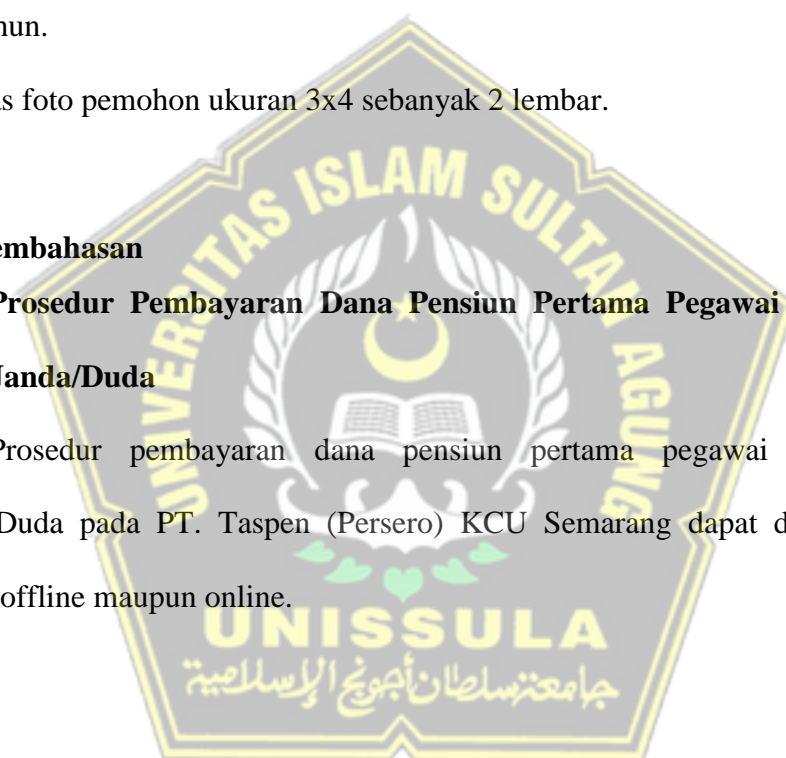 hun.
s foto pemohon ukuran 3x4 sebanyak 2 lembar.
embahasan
Prosedur Pembayaran Dana Pensiun Pertama Pegawai
Janda/Duda
Prosedur pembayaran dana pensiun pertama pegawai
Duda pada PT. Taspen (Persero) KCU Semarang dapat d
offline maupun online.
UNIVERSITAS ISLAM SULTAN AGUNG
UNISSULA
جامعتنسلطان أجونج الإسلامية